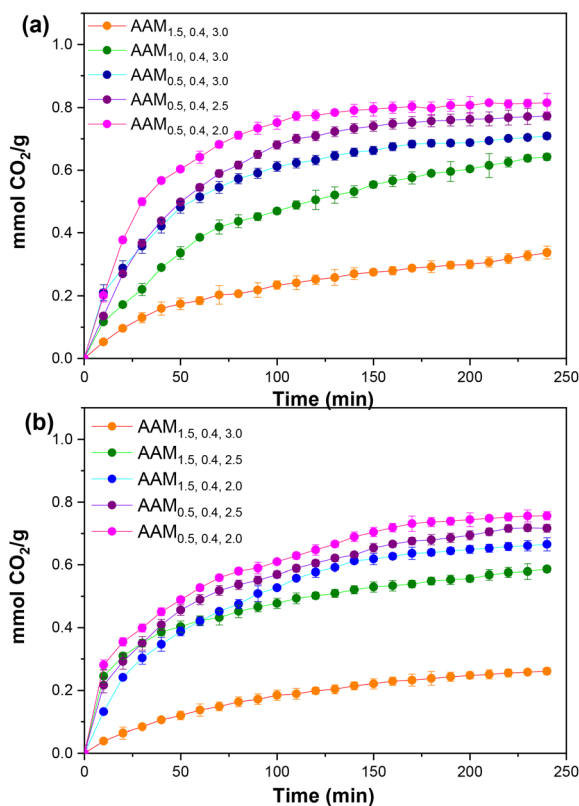 (a)
AAM1.5, 0.4, 3.0
AAM1.0, 0.4, 3.0
AAM0.5, 0.4, 3.0
AAM0.5, 0.4, 2.5
AAM0.5, 0.4, 2.0
mmol CO2/g
1.0
0.8
0.6
0.4
0.2
0.0
0 50 100 150 200 250
Time (min)
(b)
AAM1.5, 0.4, 3.0
AAM1.5, 0.4, 2.5
AAM1.5, 0.4, 2.0
AAM0.5, 0.4, 2.5
AAM0.5, 0.4, 2.0
mmol CO2/g
1.0
0.8
0.6
0.4
0.2
0.0
0 50 100 150 200 250
Time (min)